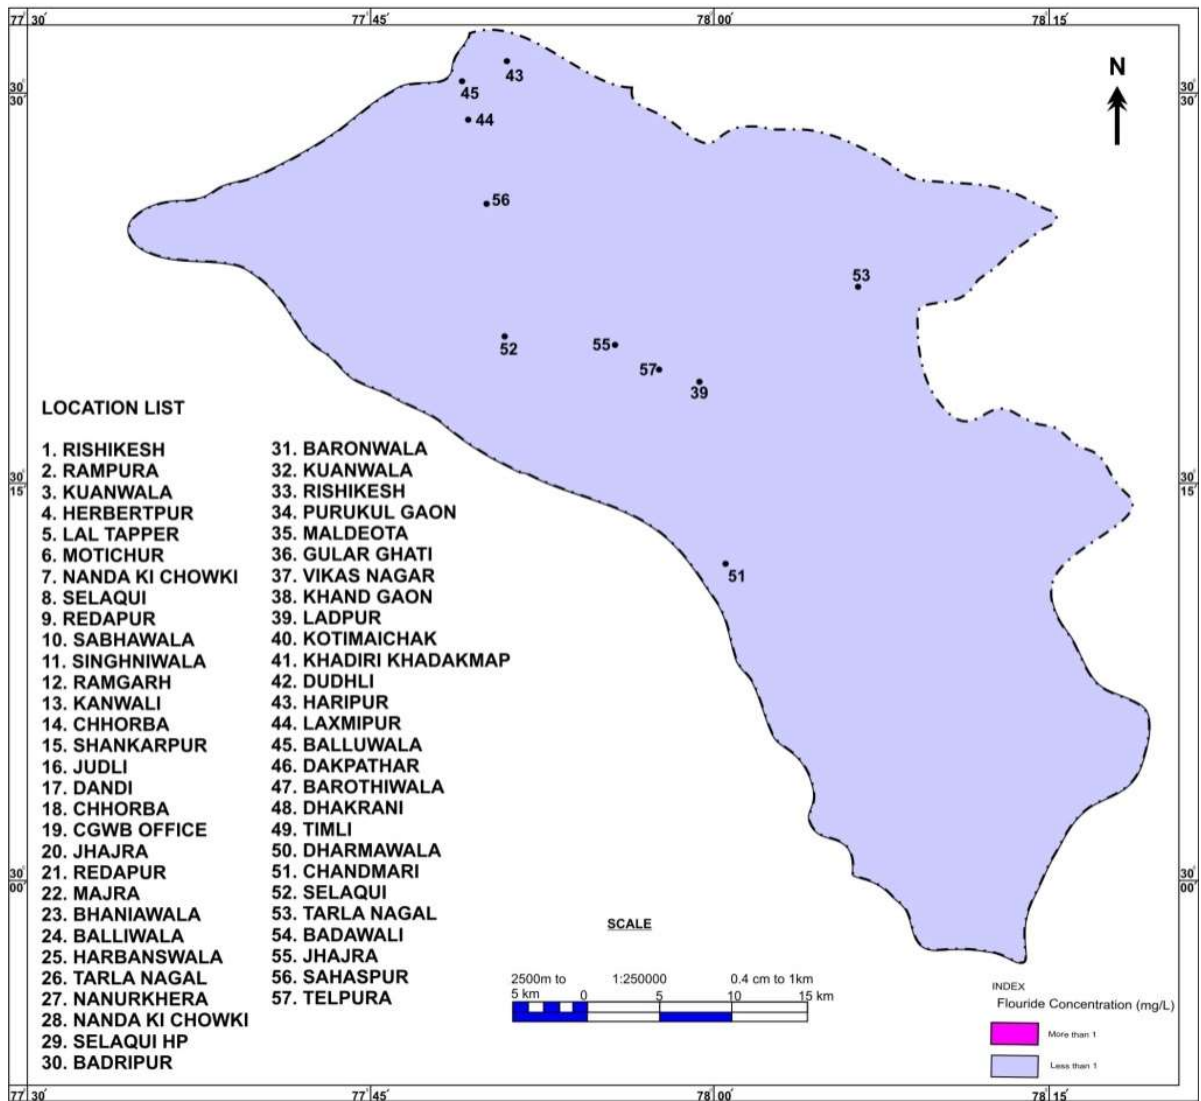 77° 30′
77° 45′
78° 00′
78° 15′
30° 30′
30° 30′
N
43
45
44
56
53
52
55
57
39
LOCATION LIST
1. RISHIKESH
2. RAMPURA
3. KUANWALA
4. HERBERTPUR
5. LAL TAPPER
6. MOTICHUR
7. NANDA KI CHOWKI
8. SELAQUI
9. REDAPUR
10. SABHAWALA
11. SINGHNIWALA
12. RAMGARH
13. KANWALI
14. CHHORBA
15. SHANKARPUR
16. JUDLI
17. DANDI
18. CHHORBA
19. CGWB OFFICE
20. JHAJRA
21. REDAPUR
22. MAJRA
23. BHANIAWALA
24. BALLIWALA
25. HARBANSWALA
26. TARLA NAGAL
27. NANURKHERA
28. NANDA KI CHOWKI
29. SELAQUI HP
30. BADRIPUR
31. BARONWALA
32. KUANWALA
33. RISHIKESH
34. PURUKUL GAON
35. MALDEOTA
36. GULAR GHATI
37. VIKAS NAGAR
38. KHAND GAON
39. LADPUR
40. KOTIMAICHAK
41. KHADIRI KHADAKMAP
42. DUDHLI
43. HARIPUR
44. LAXMIPUR
45. BALLUWALA
46. DAKPATHAR
47. BAROTHIWALA
48. DHAKRANI
49. TIMLI
50. DHARMAWALA
51. CHANDMARI
52. SELAQUI
53. TARLA NAGAL
54. BADAWALI
55. JHAJRA
56. SAHASPUR
57. TELPURA
30° 15′
30° 15′
51
30° 00′
30° 00′
SCALE
2500m to 1:250000 0.4 cm to 1km
5 km 0 5 10 15 km
INDEX
Flouride Concentration (mg/L)
More than 1
Less than 1
77° 30′
77° 45′
78° 00′
78° 15′